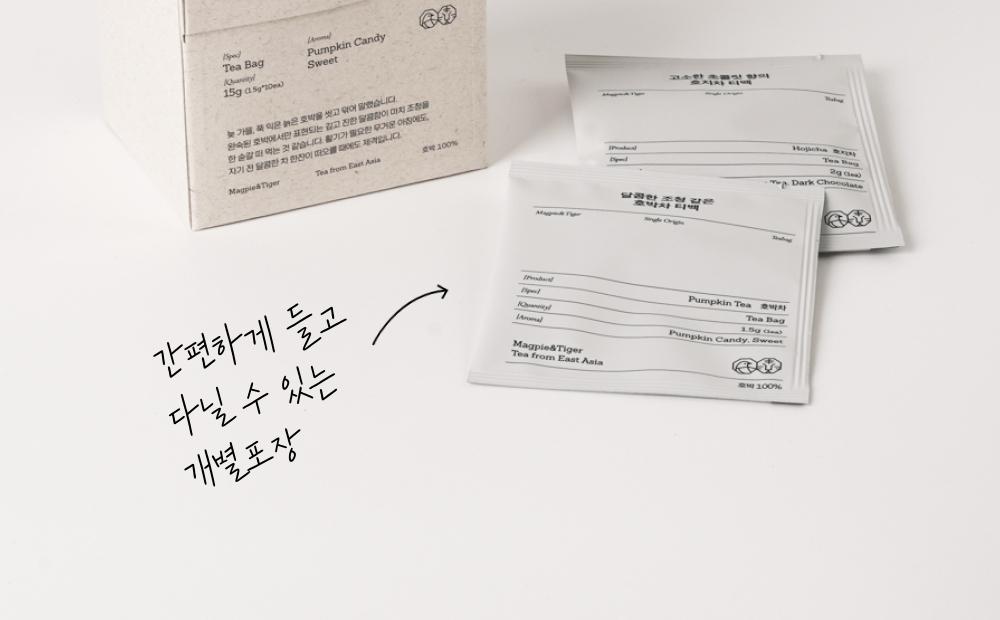 [Spec]
Tea Bag
[Quantity]
15g (1.5g*10ea)
[Aroma]
Pumpkin Candy
Sweet
늦 가을, 푹 익은 늙은 호박을 씻고 덖어 말렸습니다.
완숙된 호박에서만 표현되는 깊고 진한 달콤함이 마치 조청을
한 숟갈 떠 먹는 것 같습니다. 활기가 필요한 무거운 아침에도,
자기 전 달콤한 차 한잔이 떠오를 때에도 제격입니다.
Magpie&Tiger
Tea from East Asia
호박 100%
고소한 초콜릿 향의
호지차 티백
Magpie&Tiger
Single Origin
Teabag
[Product]
Hojicha 호지차
[Spec]
Tea Bag
2g (1ea)
Dark Chocolate
달콤한 조청 같은
호박차 티백
Magpie&Tiger
Single Origin
Teabag
[Product]
Pumpkin Tea 호박차
[Spec]
Tea Bag
[Quantity]
1.5g (1ea)
[Aroma]
Pumpkin Candy, Sweet
Magpie&Tiger
Tea from East Asia
호박 100%
간편하게 들고
다닐 수 있는
개별포장